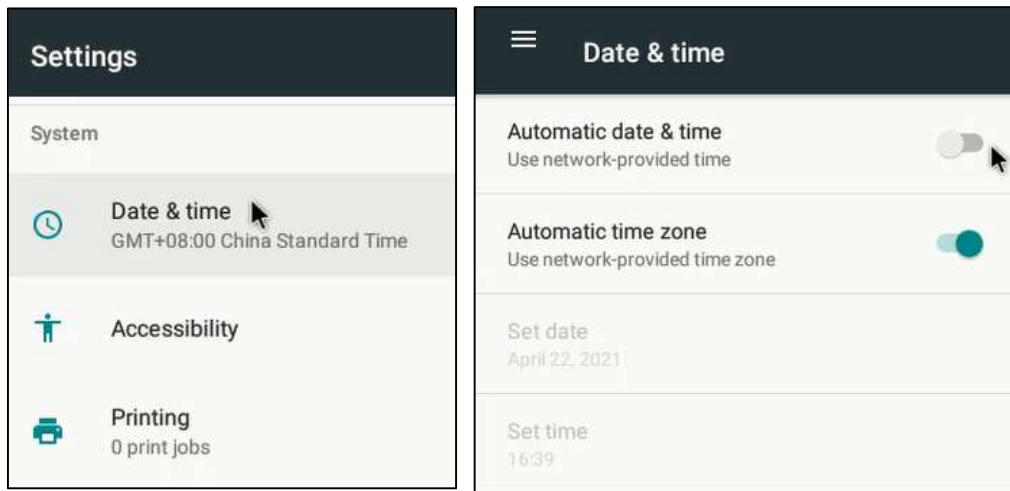 Settings
System
Date & time
GMT+08:00 China Standard Time
Accessibility
Printing
0 print jobs
Date & time
Automatic date & time
Use network-provided time
Automatic time zone
Use network-provided time zone
Set date
April 22, 2021
Set time
16:39